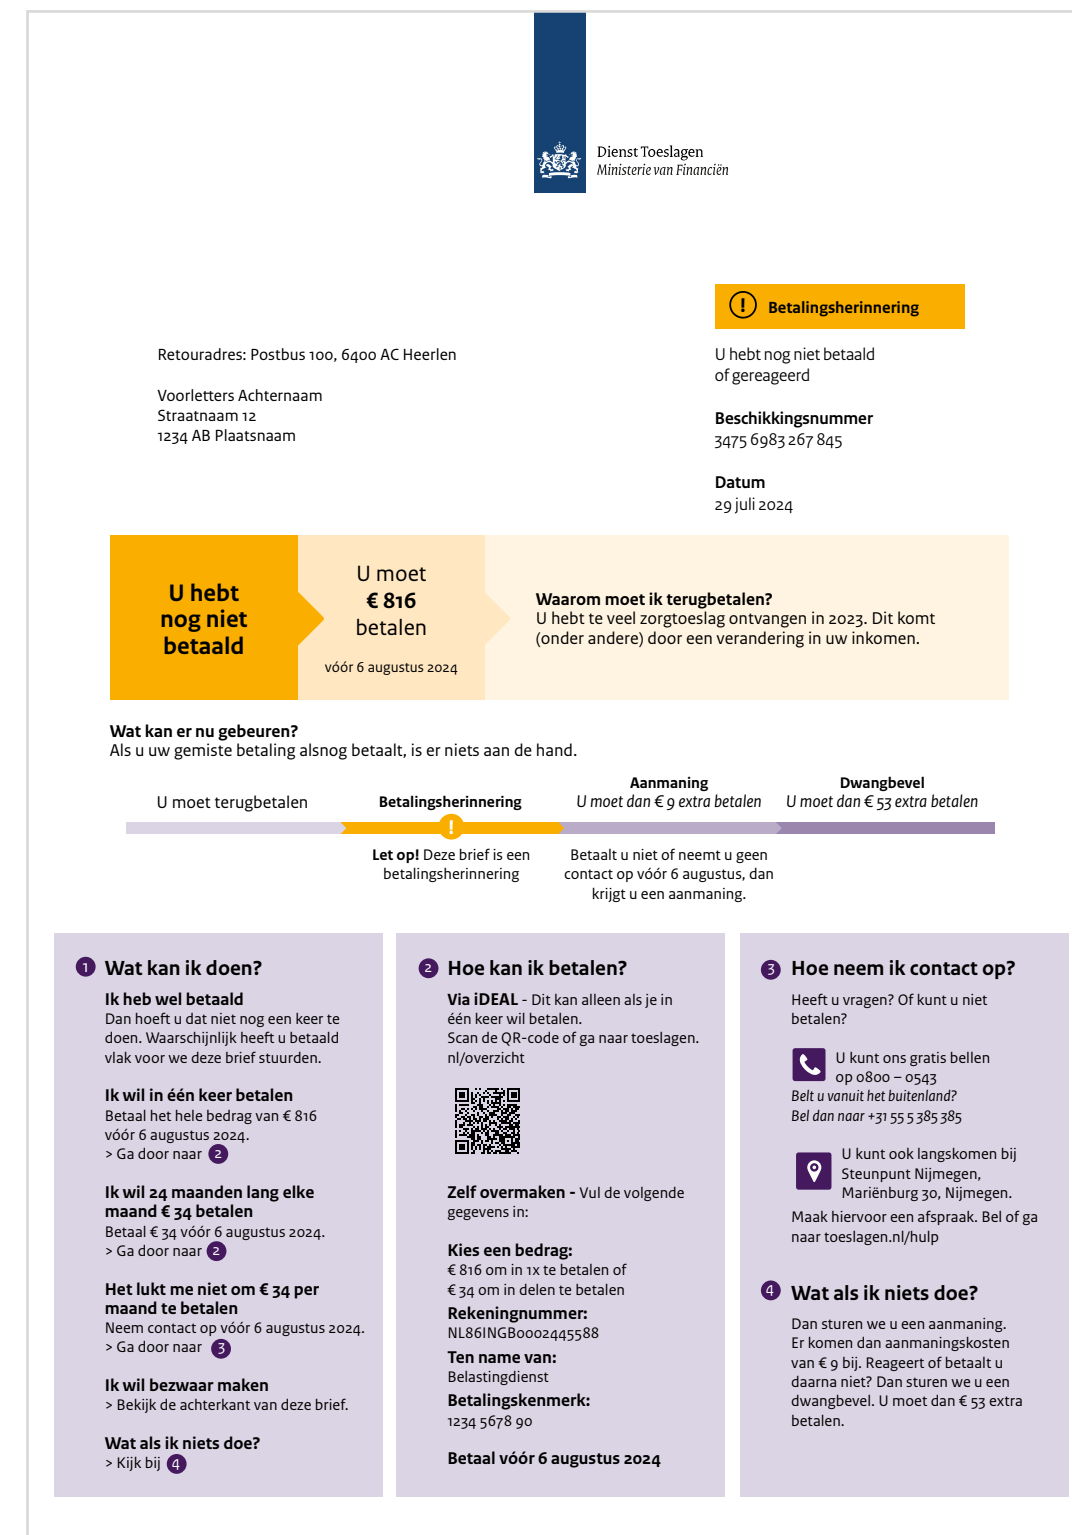 Dienst Toeslagen
Ministerie van Financiën
! Betalingsherinnering
Retouradres: Postbus 100, 6400 AC Heerlen
U hebt nog niet betaald
of gereageerd
Voorletters Achternaam
Straatnaam 12
1234 AB Plaatsnaam
Beschikkingsnummer
3475 6983 267 845
Datum
29 juli 2024
U hebt
nog niet
betaald
U moet
€ 816
betalen
vóór 6 augustus 2024
Waarom moet ik terugbetalen?
U hebt te veel zorgtoeslag ontvangen in 2023. Dit komt
(onder andere) door een verandering in uw inkomen.
Wat kan er nu gebeuren?
Als u uw gemiste betaling alsnog betaalt, is er niets aan de hand.
U moet terugbetalen
Betalingsherinnering
!
Let op! Deze brief is een
betalingsherinnering
Aanmaning
U moet dan € 9 extra betalen
Betaalt u niet of neemt u geen
contact op vóór 6 augustus, dan
krijgt u een aanmaning.
Dwangbevel
U moet dan € 53 extra betalen
1 Wat kan ik doen?
Ik heb wel betaald
Dan hoeft u dat niet nog een keer te
doen. Waarschijnlijk heeft u betaald
vlak voor we deze brief stuurden.
Ik wil in één keer betalen
Betaal het hele bedrag van € 816
vóór 6 augustus 2024.
> Ga door naar 2
Ik wil 24 maanden lang elke
maand € 34 betalen
Betaal € 34 vóór 6 augustus 2024.
> Ga door naar 2
Het lukt me niet om € 34 per
maand te betalen
Neem contact op vóór 6 augustus 2024.
> Ga door naar 3
Ik wil bezwaar maken
> Bekijk de achterkant van deze brief.
Wat als ik niets doe?
> Kijk bij 4
2 Hoe kan ik betalen?
Via iDEAL - Dit kan alleen als je in
één keer wil betalen.
Scan de QR-code of ga naar toeslagen.
nl/overzicht
Zelf overmaken - Vul de volgende
gegevens in:
Kies een bedrag:
€ 816 om in 1x te betalen of
€ 34 om in delen te betalen
Rekeningnummer:
NL86INGB0002445588
Ten name van:
Belastingdienst
Betalingskenmerk:
1234 5678 90
Betaal vóór 6 augustus 2024
3 Hoe neem ik contact op?
Heeft u vragen? Of kunt u niet
betalen?
U kunt ons gratis bellen
op 0800 – 0543
Belt u vanuit het buitenland?
Bel dan naar +31 55 5 385 385
U kunt ook langskomen bij
Steunpunt Nijmegen,
Mariënburg 30, Nijmegen.
Maak hiervoor een afspraak. Bel of ga
naar toeslagen.nl/hulp
4 Wat als ik niets doe?
Dan sturen we u een aanmaning.
Er komen dan aanmaningskosten
van € 9 bij. Reageert of betaalt u
daarna niet? Dan sturen we u een
dwangbevel. U moet dan € 53 extra
betalen.